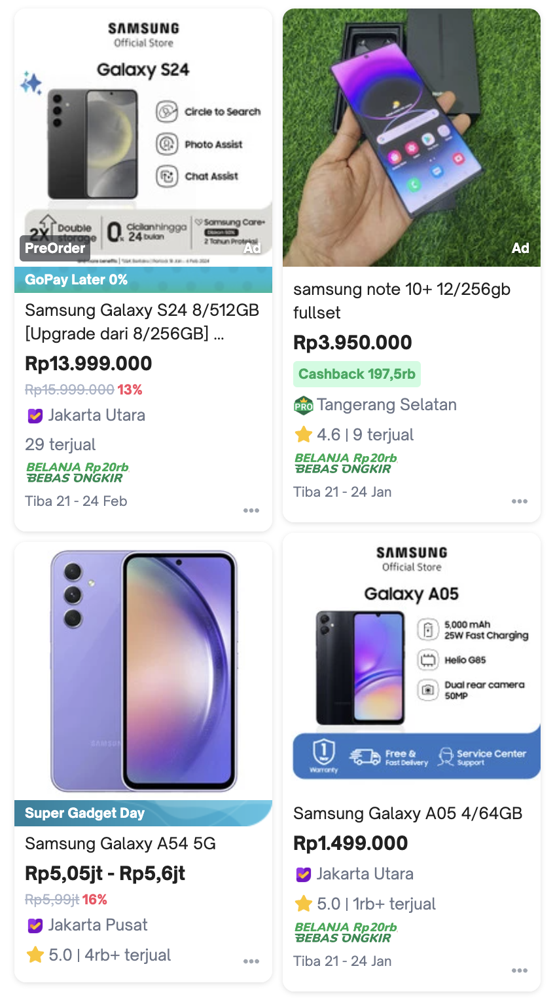 SAMSUNG
Official Store
Galaxy S24
Circle to Search
Photo Assist
Chat Assist
2X Double storage
0% Cicilan hingga 24 bulan
Samsung Care+
Diskon 50%
2 Tahun Proteksi
PreOrder
Ad
GoPay Later 0%
Samsung Galaxy S24 8/512GB
[Upgrade dari 8/256GB] ...
Rp13.999.000
Rp15.999.000 13%
Jakarta Utara
29 terjual
BELANJA Rp20rb
BEBAS ONGKIR
Tiba 21 - 24 Feb
Ad
samsung note 10+ 12/256gb
fullset
Rp3.950.000
Cashback 197,5rb
PRO Tangerang Selatan
4.6 | 9 terjual
BELANJA Rp20rb
BEBAS ONGKIR
Tiba 21 - 24 Jan
SAMSUNG
Super Gadget Day
Samsung Galaxy A54 5G
Rp5,05jt - Rp5,6jt
Rp5,99jt 16%
Jakarta Pusat
5.0 | 4rb+ terjual
SAMSUNG
Official Store
Galaxy A05
5,000 mAh
25W Fast Charging
Helio G85
Dual rear camera
50MP
1 Year
Warranty
Free &
Fast Delivery
Service Center
Support
Samsung Galaxy A05 4/64GB
Rp1.499.000
Jakarta Utara
5.0 | 1rb+ terjual
BELANJA Rp20rb
BEBAS ONGKIR
Tiba 21 - 24 Jan